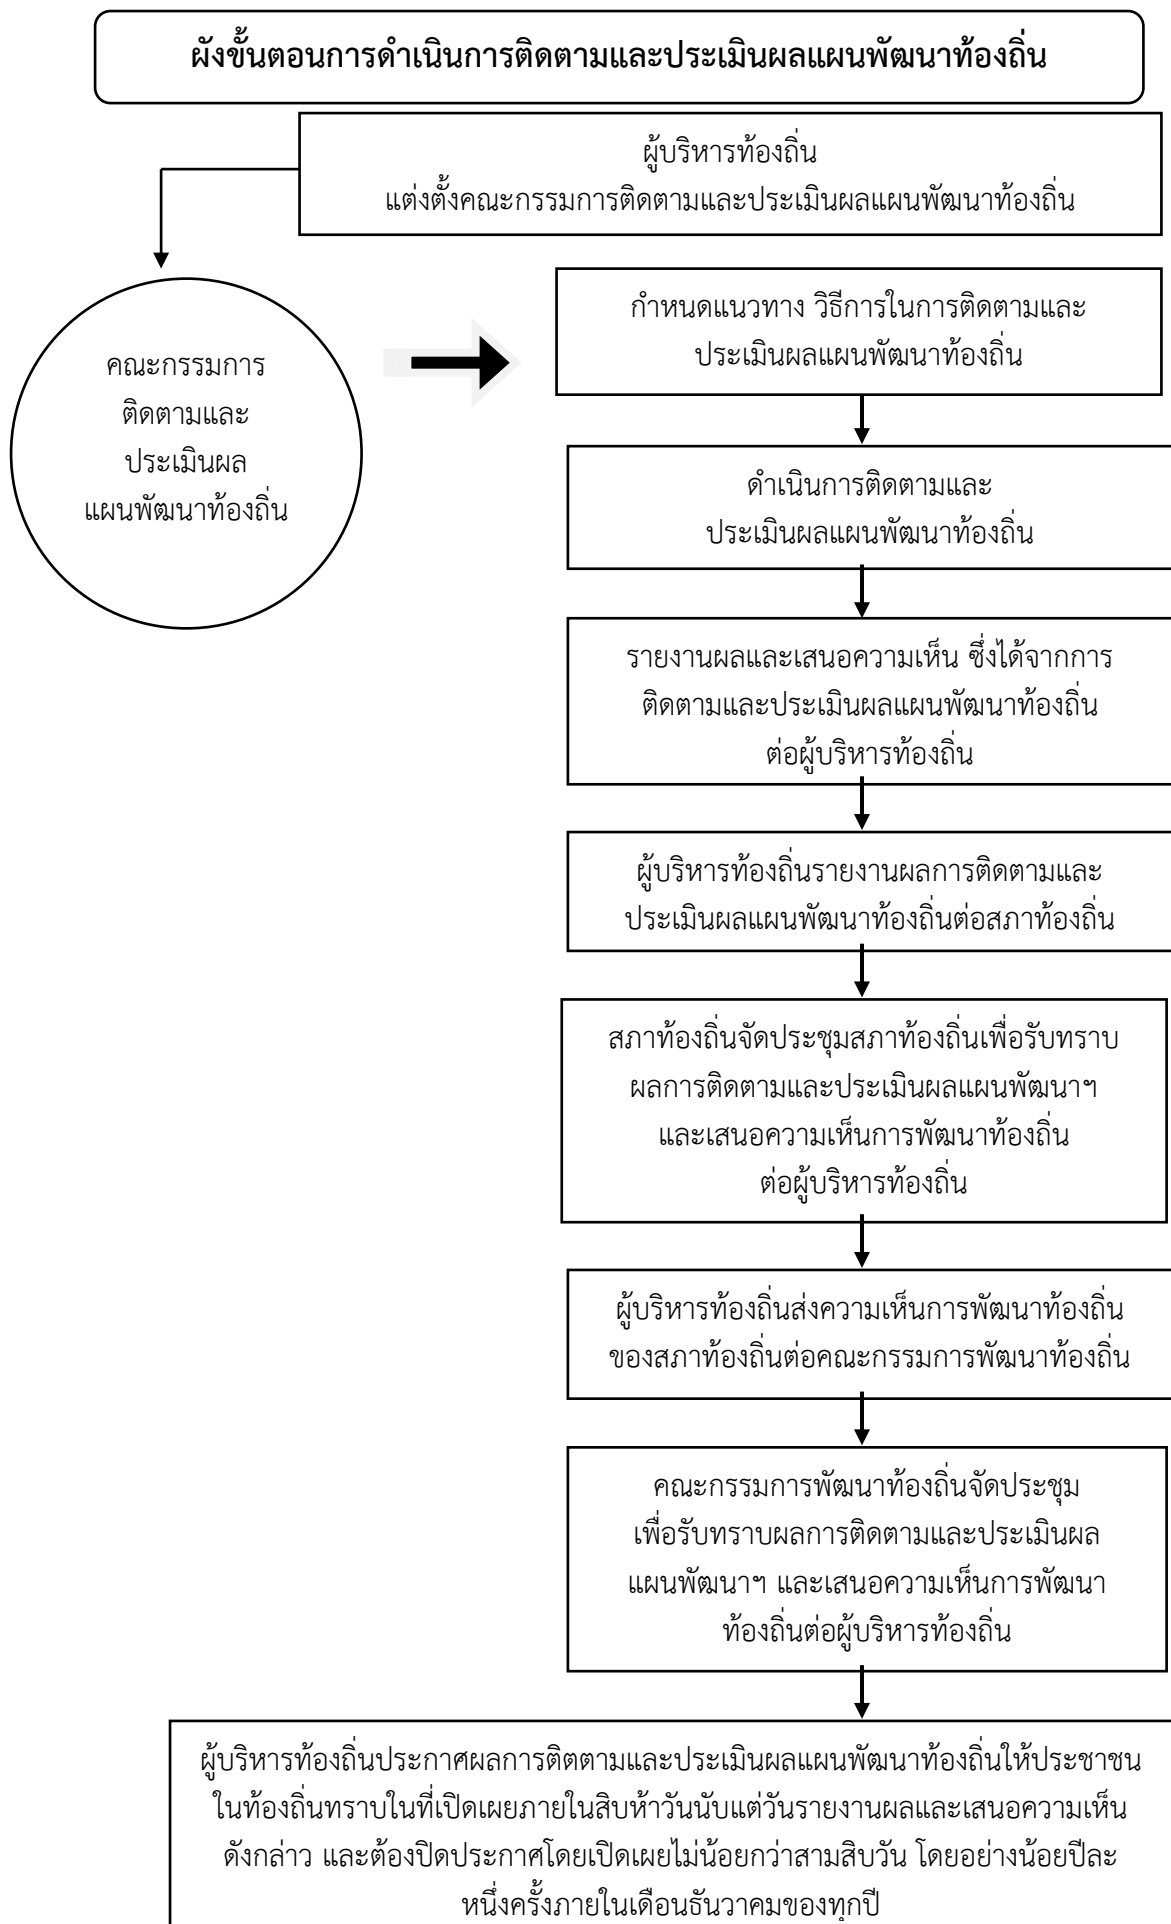 ผังขั้นตอนการดำเนินการติดตามและประเมินผลแผนพัฒนาท้องถิ่น
ผู้บริหารท้องถิ่น
แต่งตั้งคณะกรรมการติดตามและประเมินผลแผนพัฒนาท้องถิ่น
คณะกรรมการ
ติดตามและ
ประเมินผล
แผนพัฒนาท้องถิ่น
กำหนดแนวทาง วิธีการในการติดตามและ
ประเมินผลแผนพัฒนาท้องถิ่น
ดำเนินการติดตามและ
ประเมินผลแผนพัฒนาท้องถิ่น
รายงานผลและเสนอความเห็น ซึ่งได้จากการ
ติดตามและประเมินผลแผนพัฒนาท้องถิ่น
ต่อผู้บริหารท้องถิ่น
ผู้บริหารท้องถิ่นรายงานผลการติดตามและ
ประเมินผลแผนพัฒนาท้องถิ่นต่อสภาท้องถิ่น
สภาท้องถิ่นจัดประชุมสภาท้องถิ่นเพื่อรับทราบ
ผลการติดตามและประเมินผลแผนพัฒนาฯ
และเสนอความเห็นการพัฒนาท้องถิ่น
ต่อผู้บริหารท้องถิ่น
ผู้บริหารท้องถิ่นส่งความเห็นการพัฒนาท้องถิ่น
ของสภาท้องถิ่นต่อคณะกรรมการพัฒนาท้องถิ่น
คณะกรรมการพัฒนาท้องถิ่นจัดประชุม
เพื่อรับทราบผลการติดตามและประเมินผล
แผนพัฒนาฯ และเสนอความเห็นการพัฒนา
ท้องถิ่นต่อผู้บริหารท้องถิ่น
ผู้บริหารท้องถิ่นประกาศผลการติตตามและประเมินผลแผนพัฒนาท้องถิ่นให้ประชาชน
ในท้องถิ่นทราบในที่เปิดเผยภายในสิบห้าวันนับแต่วันรายงานผลและเสนอความเห็น
ดังกล่าว และต้องปิดประกาศโดยเปิดเผยไม่น้อยกว่าสามสิบวัน โดยอย่างน้อยปีละ
หนึ่งครั้งภายในเดือนธันวาคมของทุกปี